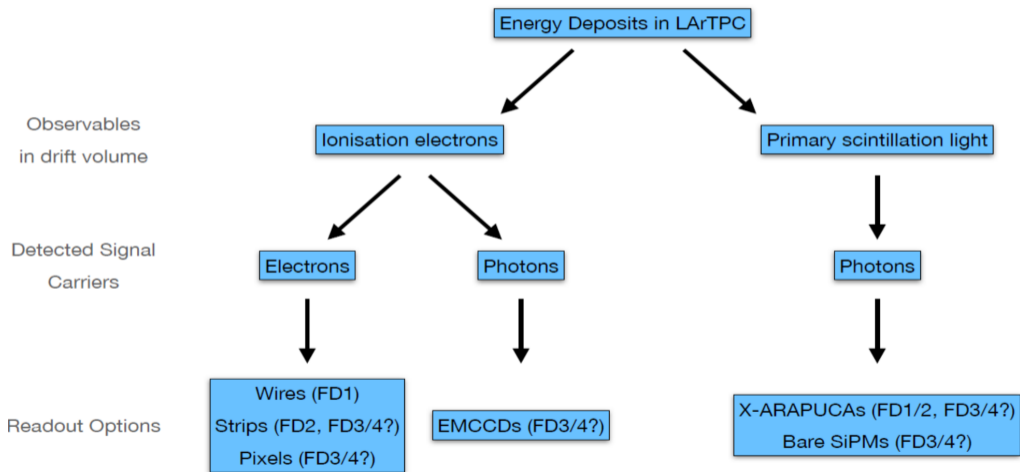 Energy Deposits in LArTPC
Observables
in drift volume
Ionisation electrons
Primary scintillation light
Detected Signal
Carriers
Electrons
Photons
Photons
Readout Options
Wires (FD1)
Strips (FD2, FD3/4?)
Pixels (FD3/4?)
EMCCDs (FD3/4?)
X-ARAPUCAs (FD1/2, FD3/4?)
Bare SiPMs (FD3/4?)